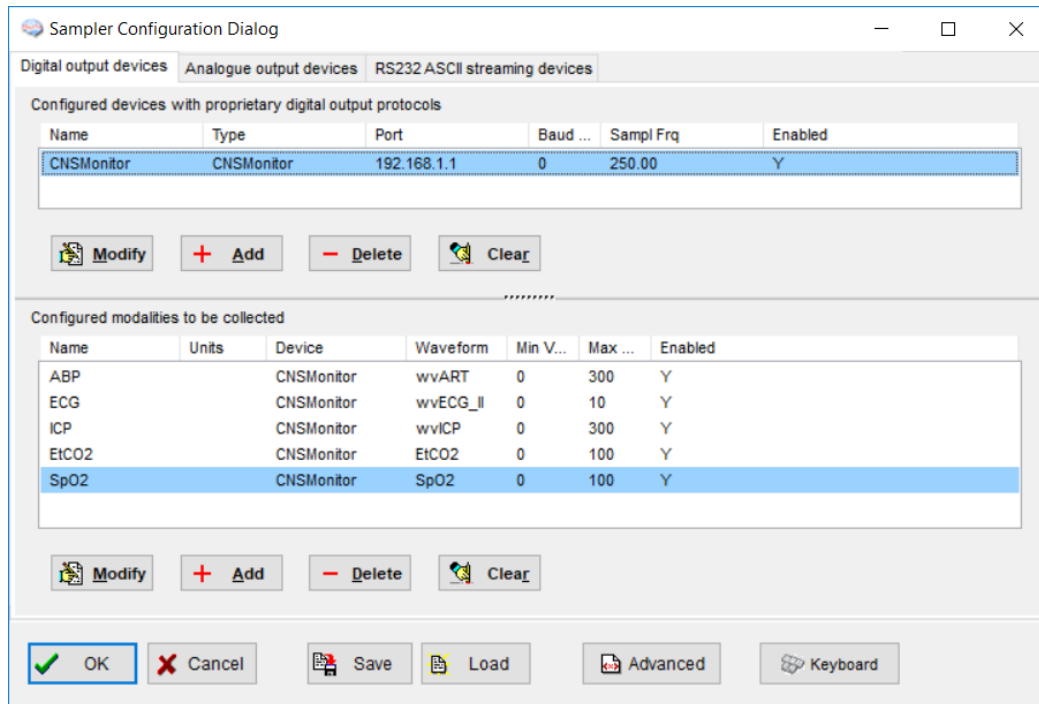 Sampler Configuration Dialog
Digital output devices Analogue output devices RS232 ASCII streaming devices
Configured devices with proprietary digital output protocols
Name Type Port Baud ... Sampl Frq Enabled
CNSMonitor CNSMonitor 192.168.1.1 0 250.00 Y
Modify Add Delete Clear
Configured modalities to be collected
Name Units Device Waveform Min V... Max ... Enabled
ABP CNSMonitor wvART 0 300 Y
ECG CNSMonitor wvECG_II 0 10 Y
ICP CNSMonitor wvICP 0 300 Y
EtCO2 CNSMonitor EtCO2 0 100 Y
SpO2 CNSMonitor SpO2 0 100 Y
Modify Add Delete Clear
OK Cancel Save Load Advanced Keyboard